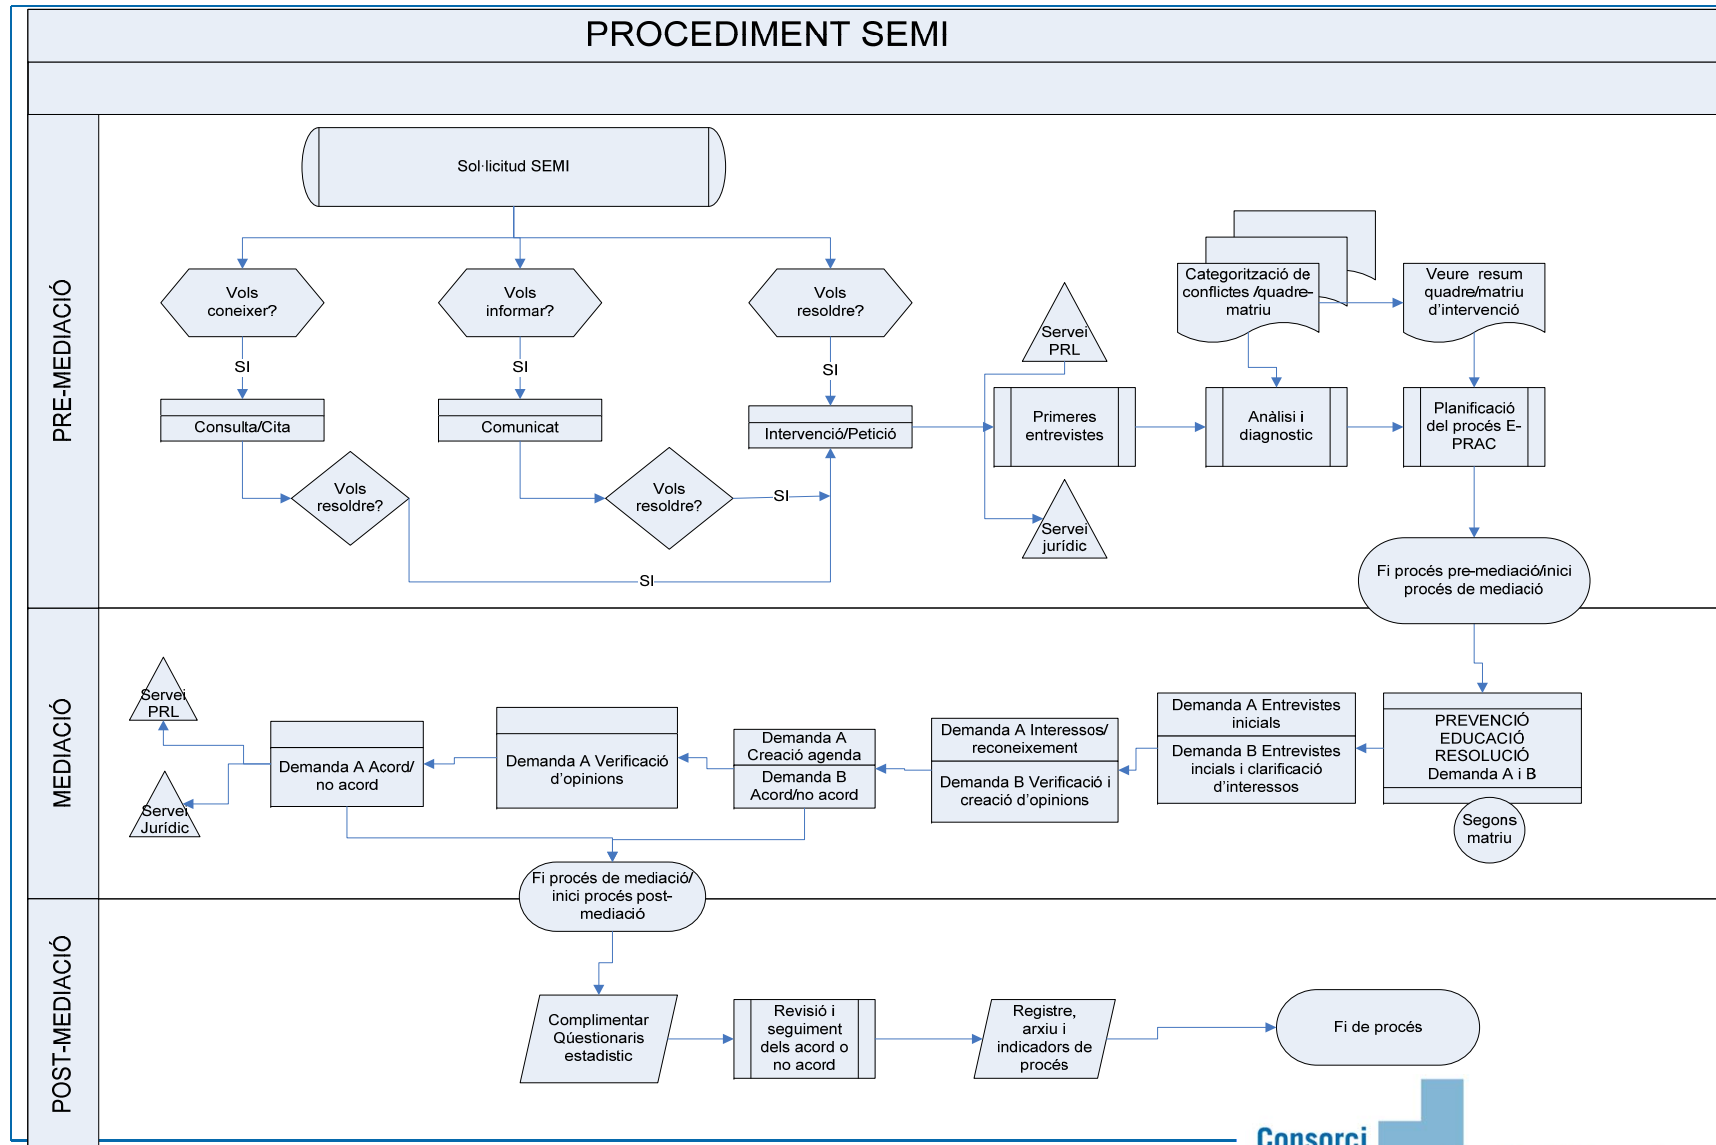 PROCEDIMENT SEMI
PRE-MEDIACIÓ
Sol·licitud SEMI
Vols
coneixer?
Vols
informar?
Vols
resoldre?
SI
SI
SI
Consulta/Cita
Comunicat
Intervenció/Petició
Vols
resoldre?
Vols
resoldre?
SI
SI
Servei
PRL
Primeres
entrevistes
Servei
jurídic
Categorització de
conflictes /quadre-
matriu
Veure resum
quadre/matriu
d'intervenció
Anàlisi i
diagnostic
Planificació
del procés E-
PRAC
Fi procés pre-mediació/inici
procés de mediació
MEDIACIÓ
Servei
PRL
Servei
Jurídic
Demanda A Acord/
no acord
Demanda A Verificació
d'opinions
Demanda A
Creació agenda
Demanda B
Acord/no acord
Demanda A Interessos/
reconeixement
Demanda B Verificació i
creació d'opinions
Demanda A Entrevistes
inicials
Demanda B Entrevistes
incials i clarificació
d'interessos
PREVENCIÓ
EDUCACIÓ
RESOLUCIÓ
Demanda A i B
Segons
matriu
Fi procés de mediació/
inici procés post-
mediació
POST-MEDIACIÓ
Complimentar
Qúestionaris
estadistic
Revisió i
seguiment
dels acord o
no acord
Registre,
arxiu i
indicadors de
procés
Fi de procés
Consorci